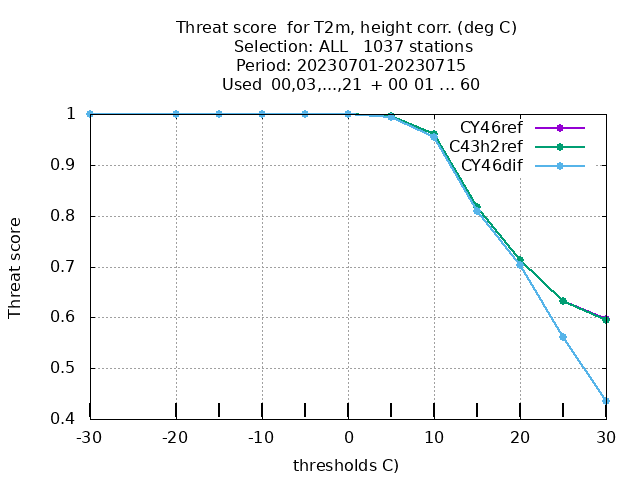 Threat score  for T2m, height corr. (deg C)
Selection: ALL   1037 stations
Period: 20230701-20230715
Used  00,03,...,21  + 00 01 ... 60
Threat score
1
0.9
0.8
0.7
0.6
0.5
0.4
CY46ref
C43h2ref
CY46dif
-30 -20 -10 0 10 20 30
thresholds C)